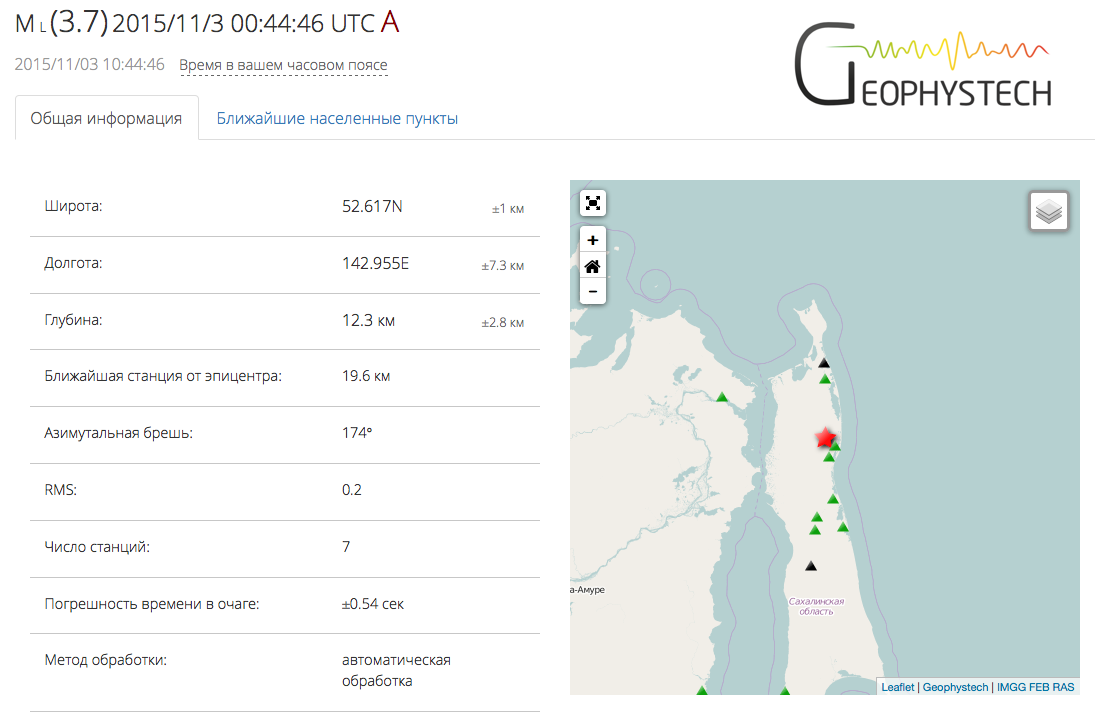 M L (3.7) 2015/11/3 00:44:46 UTC A
2015/11/03 10:44:46 Время в вашем часовом поясе
GEOPHYSTECH
Общая информация Ближайшие населенные пункты
Широта: 52.617N ±1 км
Долгота: 142.955E ±7.3 км
Глубина: 12.3 км ±2.8 км
Ближайшая станция от эпицентра: 19.6 км
Азимутальная брешь: 174°
RMS: 0.2
Число станций: 7
Погрешность времени в очаге: ±0.54 сек
Метод обработки: автоматическая
обработка
+
−
а-Амуре
Сахалинская
область
Leaflet | Geophystech | IMGG FEB RAS